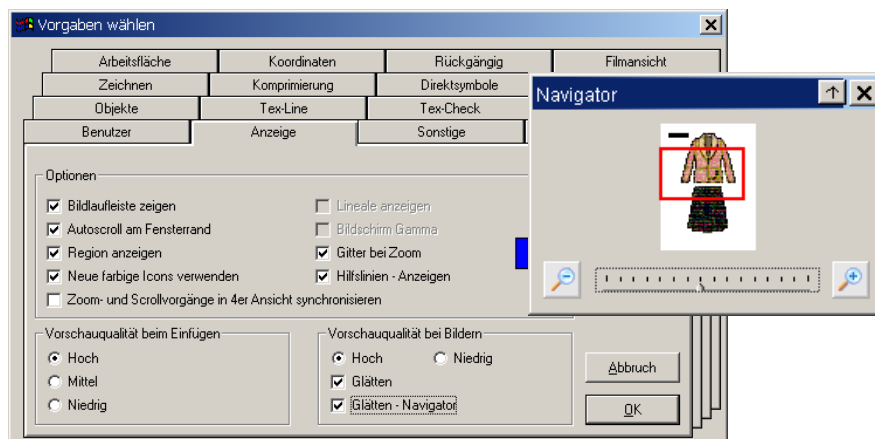 Vorgaben wählen
Arbeitsfläche Koordinaten Rückgängig Filmansicht
Zeichnen Komprimierung Direktsymbole
Objekte Tex-Line Tex-Check
Benutzer Anzeige Sonstige
Navigator
Optionen
Bildlaufleiste zeigen Lineale anzeigen
Autoscroll am Fensterrand Bildschirm Gamma
Region anzeigen Gitter bei Zoom
Neue farbige Icons verwenden Hilfslinien - Anzeigen
Zoom- und Scrollvorgänge in 4er Ansicht synchronisieren
Vorschauqualität beim Einfügen Vorschauqualität bei Bildern
Hoch Hoch Niedrig
Mittel Glätten
Niedrig Glätten - Navigator
Abbruch
OK